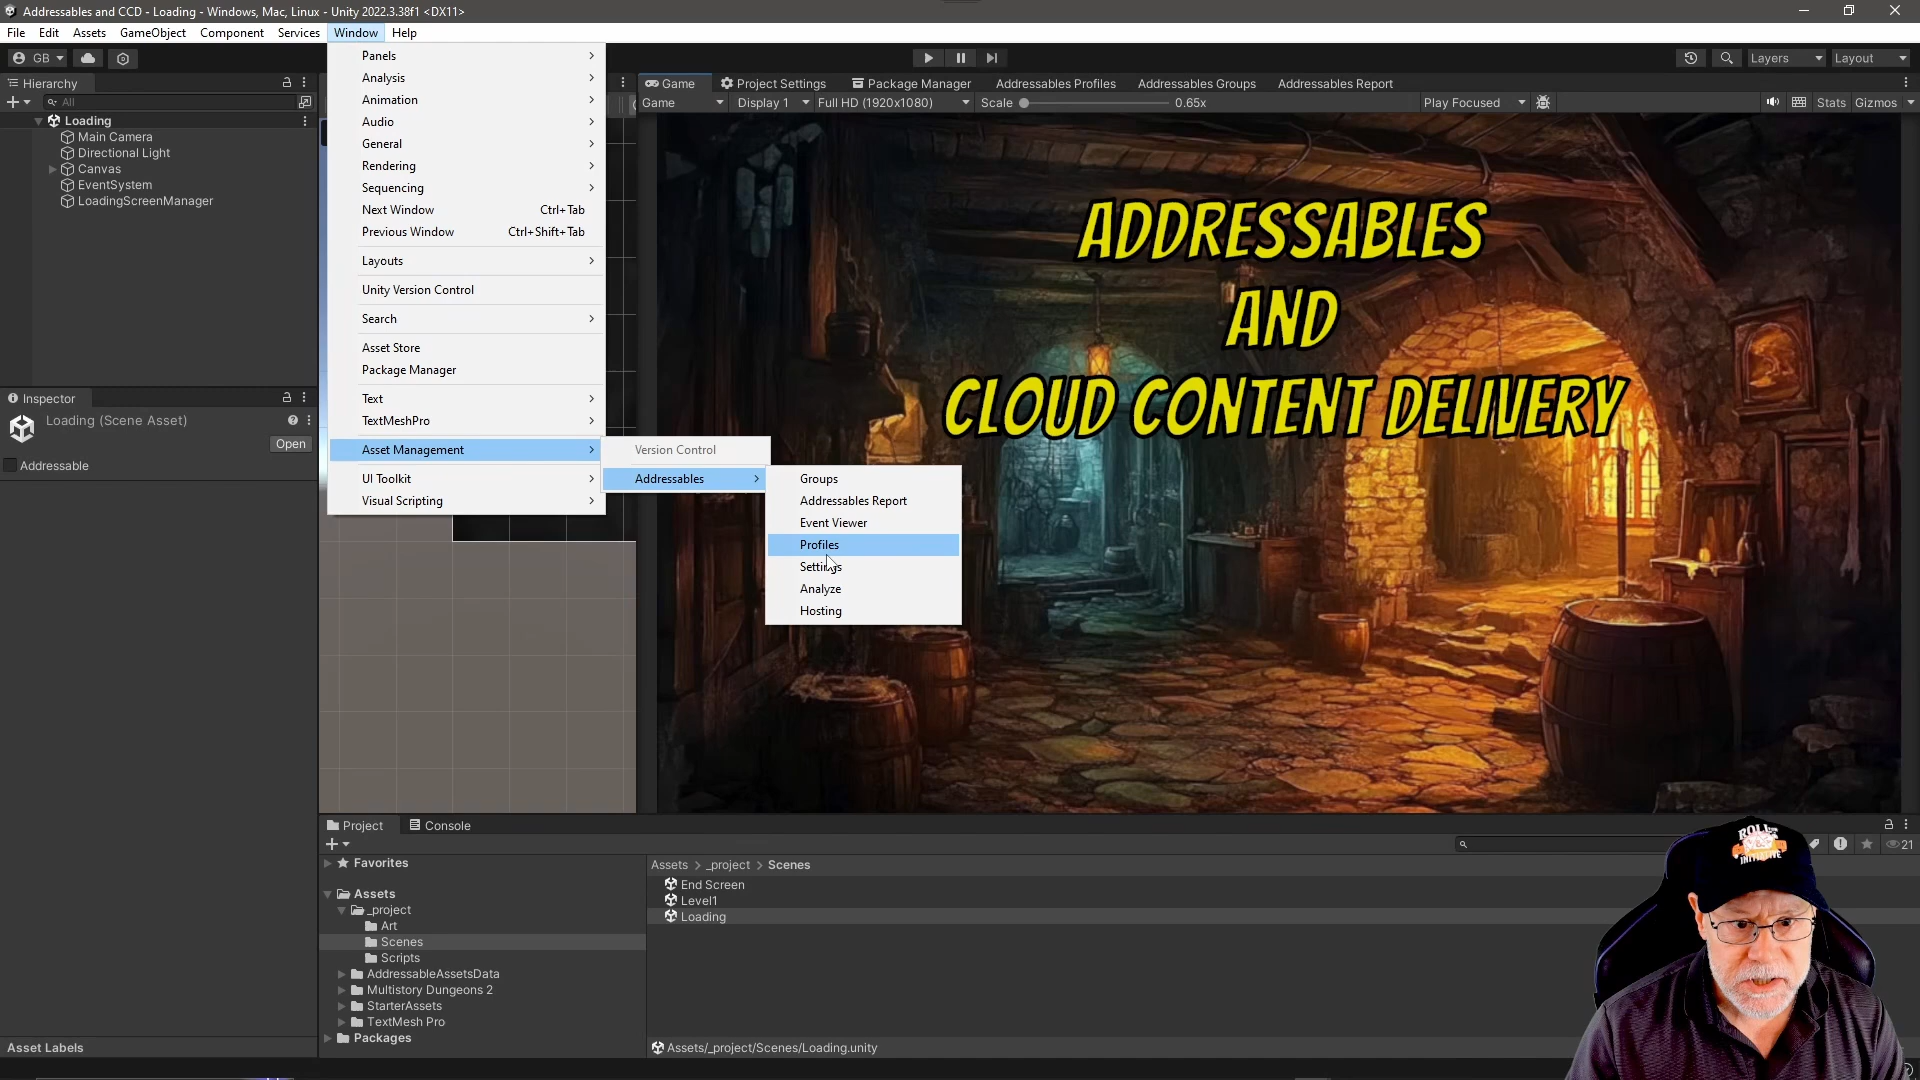 Addressables and CCD - Loading - Windows, Mac, Linux - Unity 2022.3.38f1 <DX11>
File Edit Assets GameObject Component Services Window Help
GB
Layers
Layout
Hierarchy
All
Loading
Main Camera
Directional Light
Canvas
EventSystem
LoadingScreenManager
Inspector
Loading (Scene Asset)
Open
Addressable
Asset Labels
Panels
Analysis
Animation
Audio
General
Rendering
Sequencing
Next Window Ctrl+Tab
Previous Window Ctrl+Shift+Tab
Layouts
Unity Version Control
Search
Asset Store
Package Manager
Text
TextMeshPro
Asset Management
UI Toolkit
Visual Scripting
Version Control
Addressables
Groups
Addressables Report
Event Viewer
Profiles
Settings
Analyze
Hosting
Game Project Settings Package Manager Addressables Profiles Addressables Groups Addressables Report
Game Display 1 Full HD (1920x1080) Scale 0.65x Play Focused Stats Gizmos
ADDRESSABLES
AND
CLOUD CONTENT DELIVERY
Project Console
21
Favorites
Assets
_project
Art
Scenes
Scripts
AddressableAssetsData
Multistory Dungeons 2
StarterAssets
TextMesh Pro
Packages
Assets > _project > Scenes
End Screen
Level1
Loading
Assets/_project/Scenes/Loading.unity
ROLL
INITIATIVE